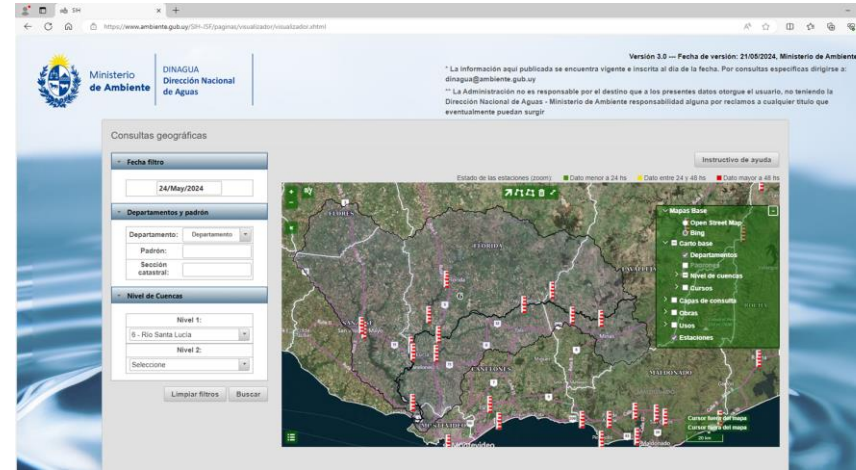 SIH
https://www.ambiente.gub.uy/SIH-JSF/paginas/visualizador/visualizador.xhtml
Versión 3.0 --- Fecha de versión: 21/05/2024, Ministerio de Ambiente
Ministerio
de Ambiente
DINAGUA
Dirección Nacional
de Aguas
* La información aquí publicada se encuentra vigente e inscrita al día de la fecha. Por consultas específicas dirigirse a:
dinagua@ambiente.gub.uy
** La Administración no es responsable por el destino que a los presentes datos otorgue el usuario, no teniendo la
Dirección Nacional de Aguas - Ministerio de Ambiente responsabilidad alguna por reclamos a cualquier título que
eventualmente puedan surgir
Consultas geográficas
Instructivo de ayuda
Fecha filtro
24/May/2024
Departamentos y padrón
Departamento: Departamento
Padrón:
Sección
catastral:
Nivel de Cuencas
Nivel 1:
6 - Río Santa Lucía
Nivel 2:
Seleccione
Limpiar filtros Buscar
Estado de las estaciones (zoom): Dato menor a 24 hs Dato entre 24 y 48 hs Dato mayor a 48 hs
Mapas Base
Open Street Map
Bing
Carto base
Departamentos
Padrones
Nivel de cuencas
Cursos
Capas de consulta
Obras
Usos
Estaciones
FLORES
FLORIDA
LAVALLEJA
SAN JOSE
CANELONES
MALDONADO
MONTEVIDEO
Montevideo
Minas
Maldonado
Cursor fuera del mapa
Cursor fuera del mapa
20 km